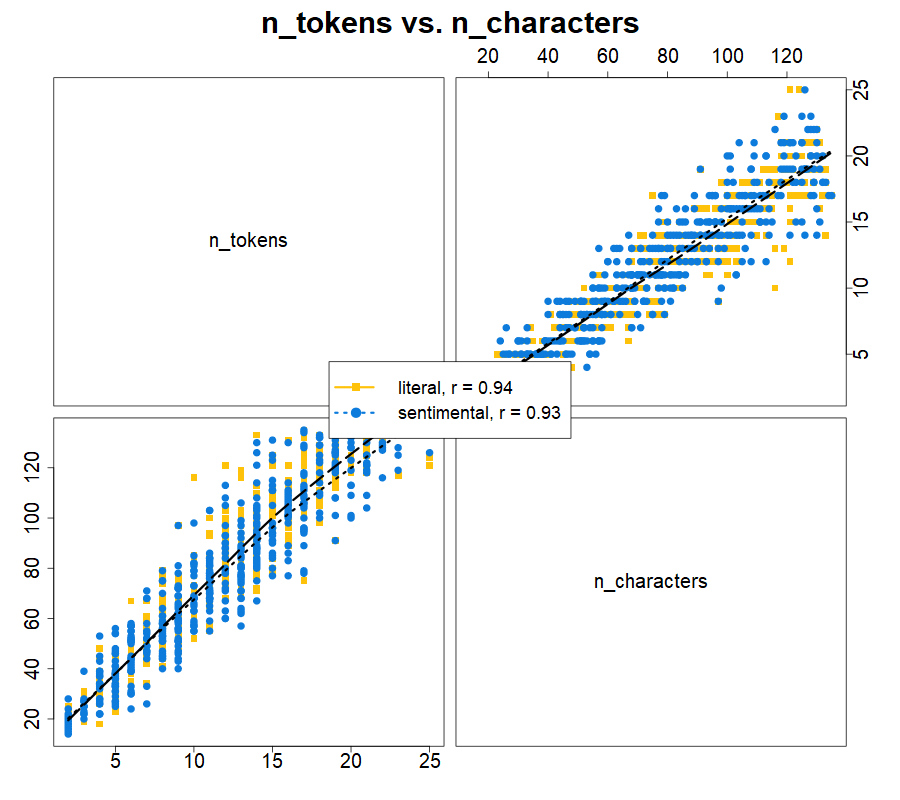 n_tokens vs. n_characters
20 40 60 80 100 120
25
20
15
10
5
n_tokens
literal, r = 0.94
sentimental, r = 0.93
120
100
80
60
40
20
n_characters
5 10 15 20 25